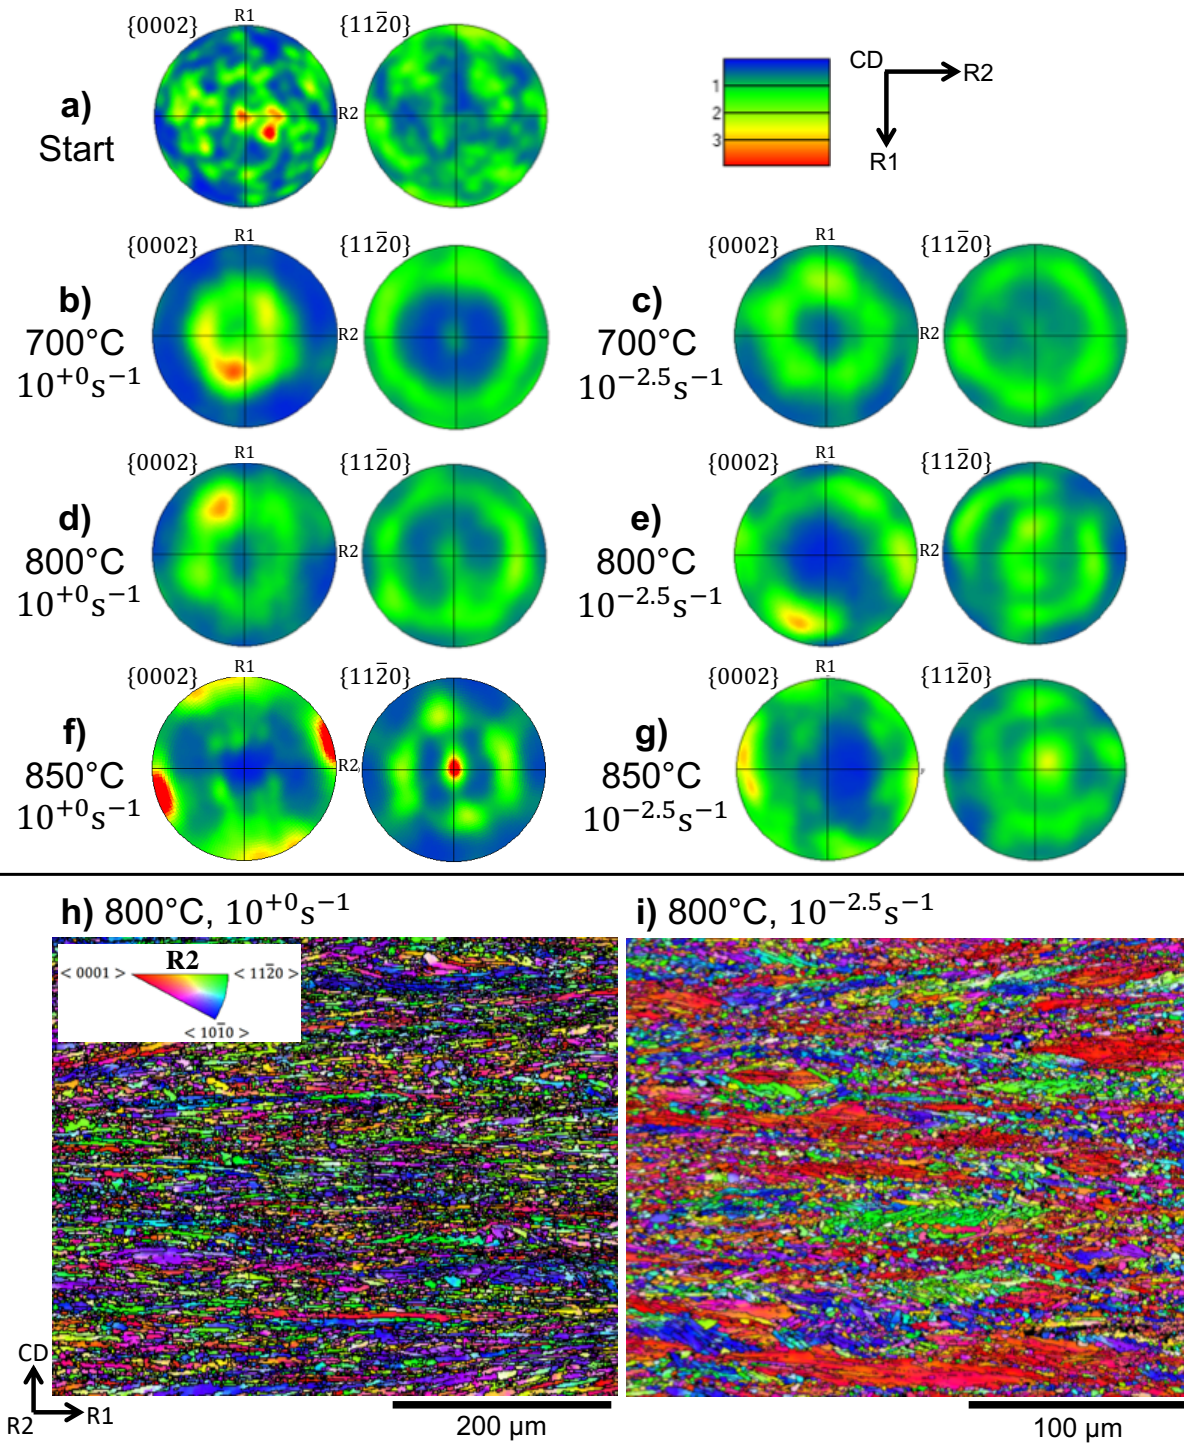 {0002} R1 {112̅0}
a)
Start
R2
1
2
3
CD
R2
R1
{0002} R1 {112̅0}
b)
700°C
10⁺⁰s⁻¹
R2
{0002} R1 {112̅0}
c)
700°C
10⁻²·⁵s⁻¹
R2
{0002} R1 {112̅0}
d)
800°C
10⁺⁰s⁻¹
R2
{0002} R1 {112̅0}
e)
800°C
10⁻²·⁵s⁻¹
R2
{0002} R1 {112̅0}
f)
850°C
10⁺⁰s⁻¹
R2
{0002} R1 {112̅0}
g)
850°C
10⁻²·⁵s⁻¹
h) 800°C, 10⁺⁰s⁻¹
R2
< 0001 >
< 112̅0 >
< 101̅0 >
i) 800°C, 10⁻²·⁵s⁻¹
CD
R2
R1
200 µm
100 µm